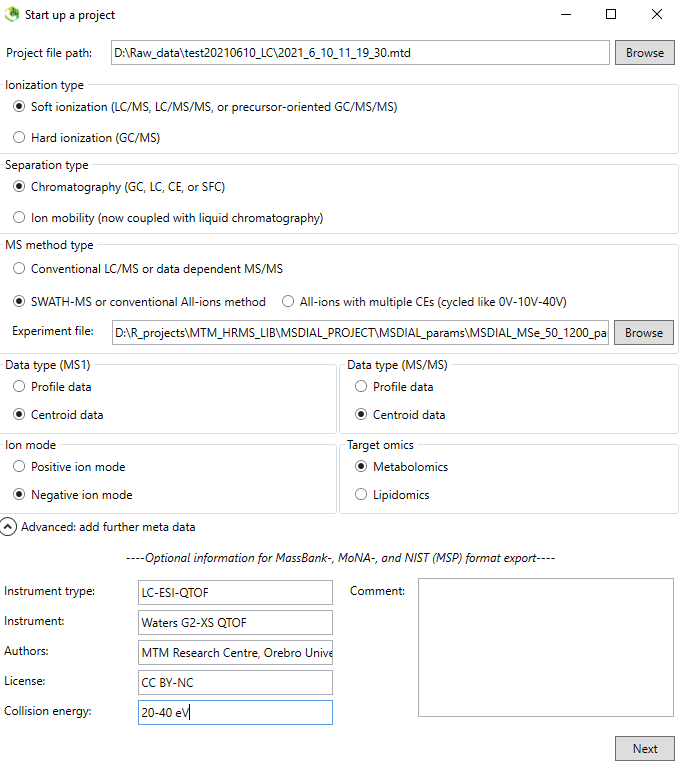 Start up a project
Project file path: D:\Raw_data\test20210610_LC\2021_6_10_11_19_30.mtd Browse
Ionization type
Soft ionization (LC/MS, LC/MS/MS, or precursor-oriented GC/MS/MS)
Hard ionization (GC/MS)
Separation type
Chromatography (GC, LC, CE, or SFC)
Ion mobility (now coupled with liquid chromatography)
MS method type
Conventional LC/MS or data dependent MS/MS
SWATH-MS or conventional All-ions method All-ions with multiple CEs (cycled like 0V-10V-40V)
Experiment file: D:\R_projects\MTM_HRMS_LIB\MSDIAL_PROJECT\MSDIAL_params\MSDIAL_MSe_50_1200_pa Browse
Data type (MS1) Data type (MS/MS)
Profile data Profile data
Centroid data Centroid data
Ion mode Target omics
Positive ion mode Metabolomics
Negative ion mode Lipidomics
Advanced: add further meta data
----Optional information for MassBank-, MoNA-, and NIST (MSP) format export----
Instrument trype: LC-ESI-QTOF Comment:
Instrument: Waters G2-XS QTOF
Authors: MTM Research Centre, Orebro Unive
License: CC BY-NC
Collision energy: 20-40 eV
Next